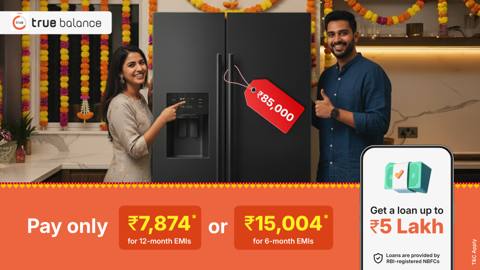 true
true balance
₹85,000
Pay only
₹7,874*
for 12-month EMIs
or
₹15,004*
for 6-month EMIs
Get a loan up to
₹5 Lakh
Loans are provided by
RBI-registered NBFCs
T&C Apply